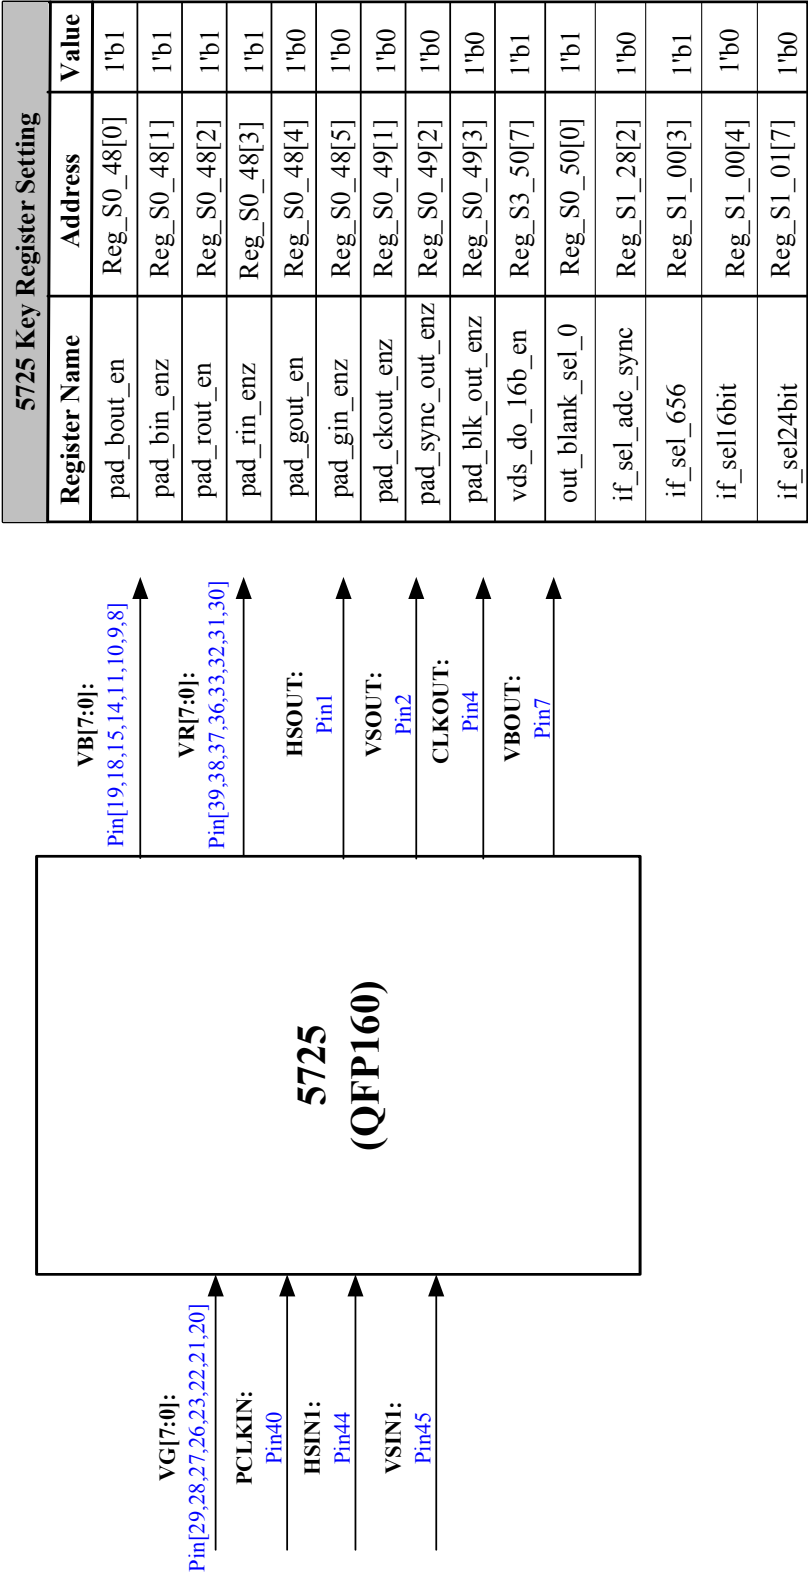 VG[7:0]:
Pin[29,28,27,26,23,22,21,20]
PCLKIN:
Pin40
HSIN1:
Pin44
VSIN1:
Pin45
5725
(QFP160)
VB[7:0]:
Pin[19,18,15,14,11,10,9,8]
VR[7:0]:
Pin[39,38,37,36,33,32,31,30]
HSOUT:
Pin1
VSOUT:
Pin2
CLKOUT:
Pin4
VBOUT:
Pin7
5725 Key Register Setting
Register Name Address Value
pad_bout_en Reg_S0_48[0] 1'b1
pad_bin_enz Reg_S0_48[1] 1'b1
pad_rout_en Reg_S0_48[2] 1'b1
pad_rin_enz Reg_S0_48[3] 1'b1
pad_gout_en Reg_S0_48[4] 1'b0
pad_gin_enz Reg_S0_48[5] 1'b0
pad_ckout_enz Reg_S0_49[1] 1'b0
pad_sync_out_enz Reg_S0_49[2] 1'b0
pad_blk_out_enz Reg_S0_49[3] 1'b0
vds_do_16b_en Reg_S3_50[7] 1'b1
out_blank_sel_0 Reg_S0_50[0] 1'b1
if_sel_adc_sync Reg_S1_28[2] 1'b0
if_sel_656 Reg_S1_00[3] 1'b1
if_sel16bit Reg_S1_00[4] 1'b0
if_sel24bit Reg_S1_01[7] 1'b0